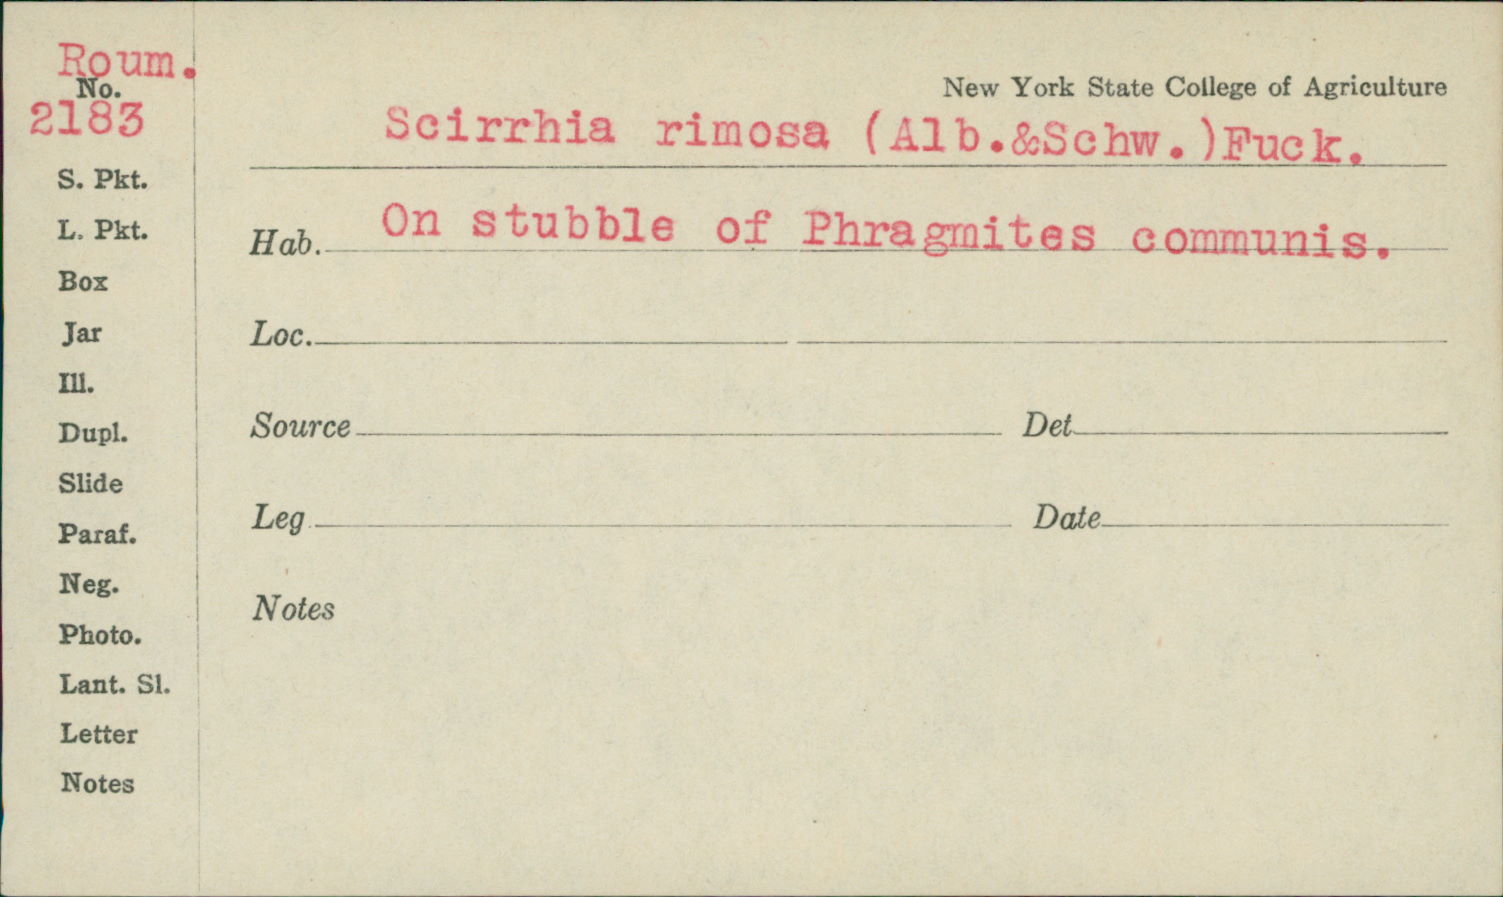 Roum.
No.
2183
S. Pkt.
L. Pkt.
Box
Jar
Ill.
Dupl.
Slide
Paraf.
Neg.
Photo.
Lant. Sl.
Letter
Notes
New York State College of Agriculture
Scirrhia rimosa (Alb.&Schw.)Fuck.
Hab. On stubble of Phragmites communis.
Loc.
Source Det
Leg Date
Notes